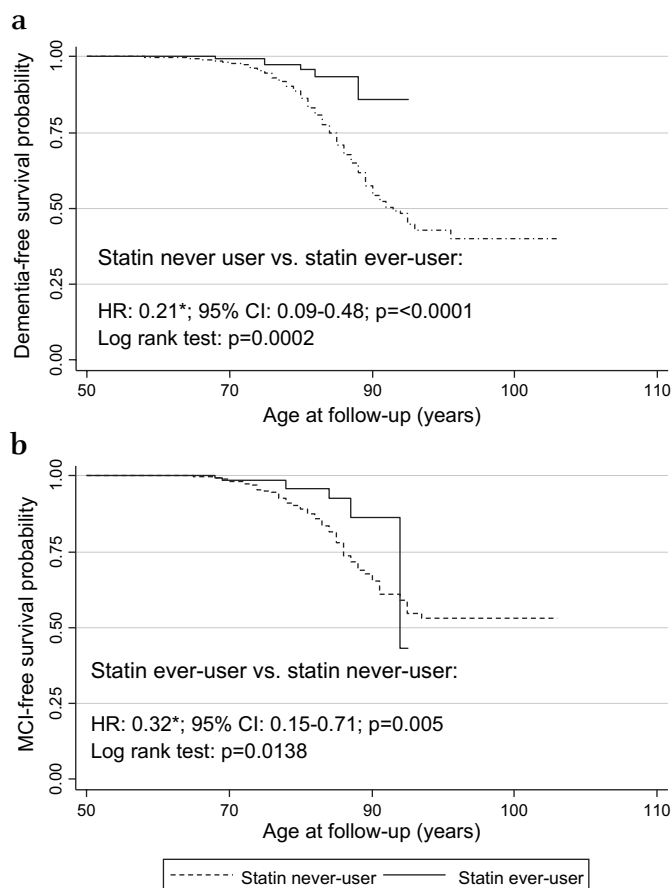 a
Dementia-free survival probability
1.00
0.75
0.50
0.25
0.00
Statin never user vs. statin ever-user:
HR: 0.21*; 95% CI: 0.09-0.48; p=<0.0001
Log rank test: p=0.0002
50 70 90 100 110
Age at follow-up (years)
b
MCI-free survival probability
1.00
0.75
0.50
0.25
0.00
Statin ever-user vs. statin never-user:
HR: 0.32*; 95% CI: 0.15-0.71; p=0.005
Log rank test: p=0.0138
50 70 90 100 110
Age at follow-up (years)
Statin never-user Statin ever-user